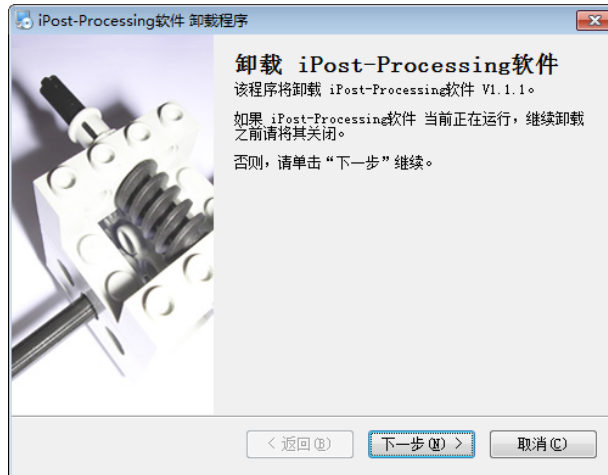 iPost-Processing软件 卸载程序
卸载 iPost-Processing软件
该程序将卸载 iPost-Processing软件 V1.1.1。
如果 iPost-Processing软件 当前正在运行，继续卸载
之前请将其关闭。
否则，请单击“下一步”继续。
< 返回(B)
下一步(N) >
取消(C)